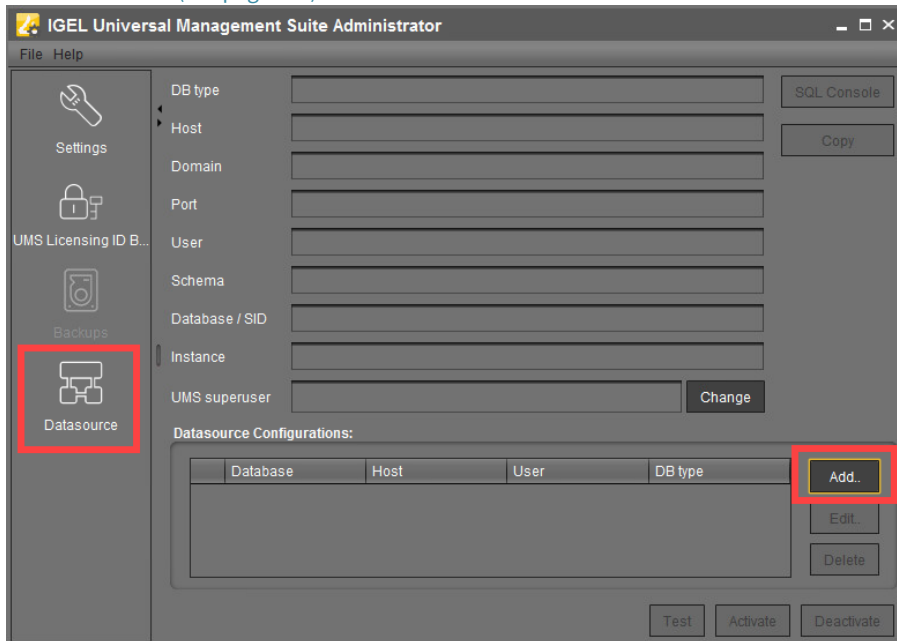 IGEL Universal Management Suite Administrator
File Help
Settings
UMS Licensing ID B...
Backups
Datasource
DB type
Host
Domain
Port
User
Schema
Database / SID
Instance
UMS superuser
Change
SQL Console
Copy
Datasource Configurations:
Database Host User DB type
Add..
Edit..
Delete
Test Activate Deactivate